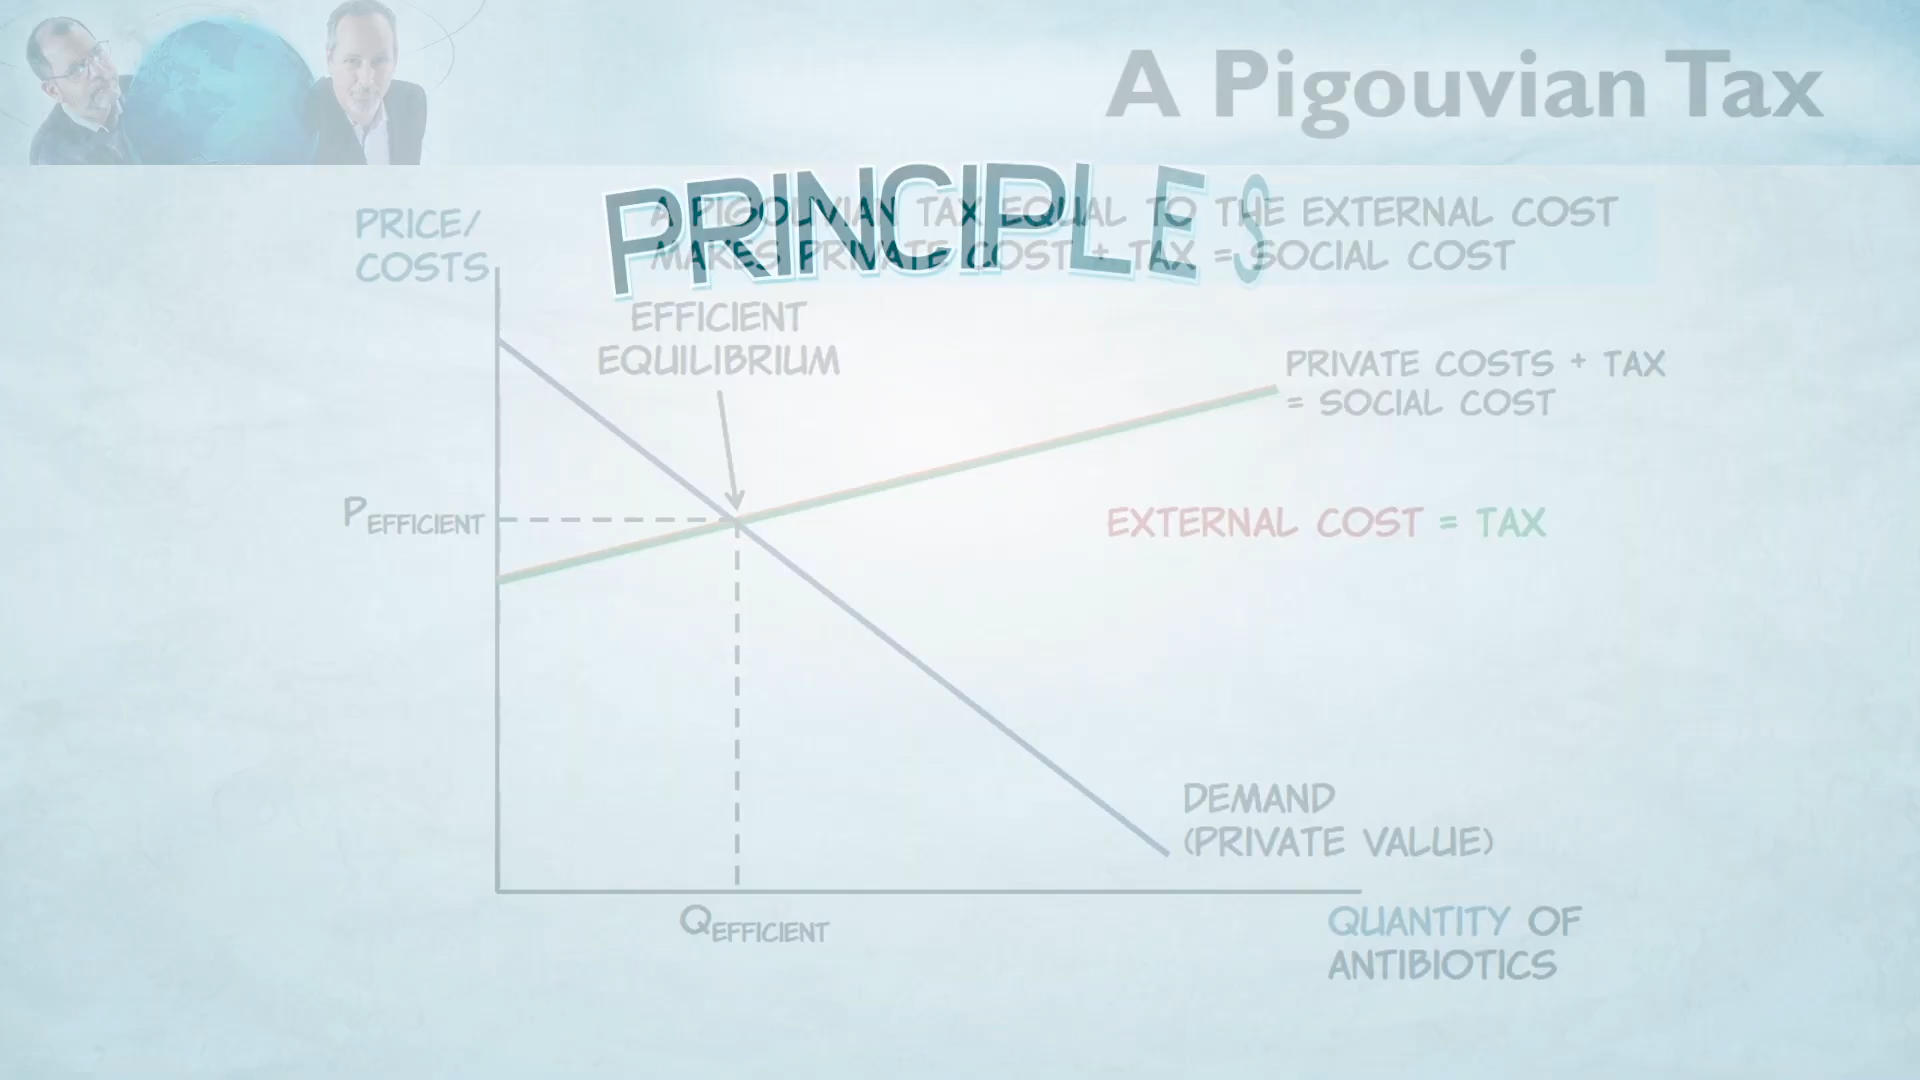 A Pigouvian Tax
PRINCIPLES
A PIGOUVIAN TAX EQUAL TO THE EXTERNAL COST
MAKES PRIVATE COST + TAX = SOCIAL COST
PRICE/
COSTS
EFFICIENT
EQUILIBRIUM
PRIVATE COSTS + TAX
= SOCIAL COST
PEFFICIENT
EXTERNAL COST = TAX
DEMAND
(PRIVATE VALUE)
QEFFICIENT
QUANTITY OF
ANTIBIOTICS